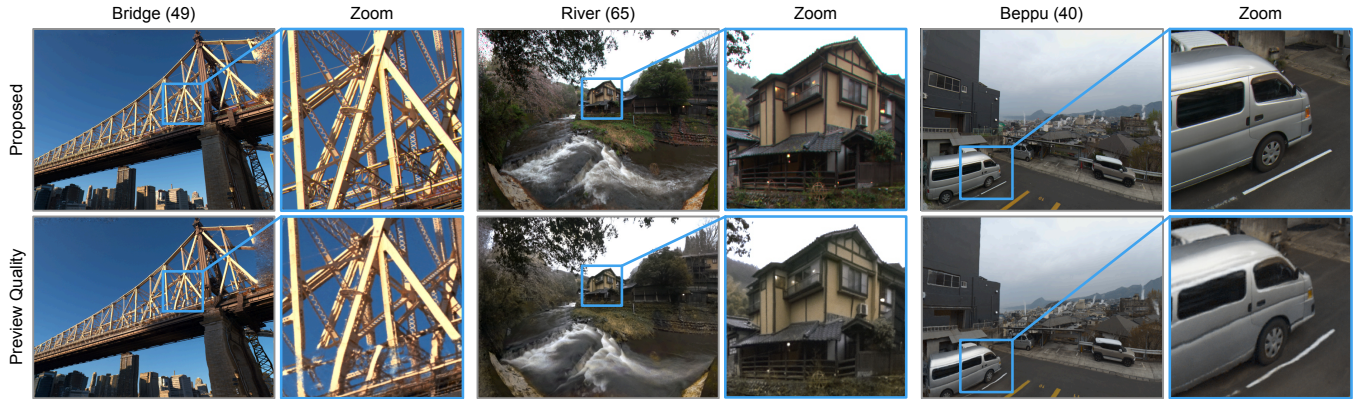 Bridge (49) Zoom River (65) Zoom Beppu (40) Zoom
Proposed
Preview Quality